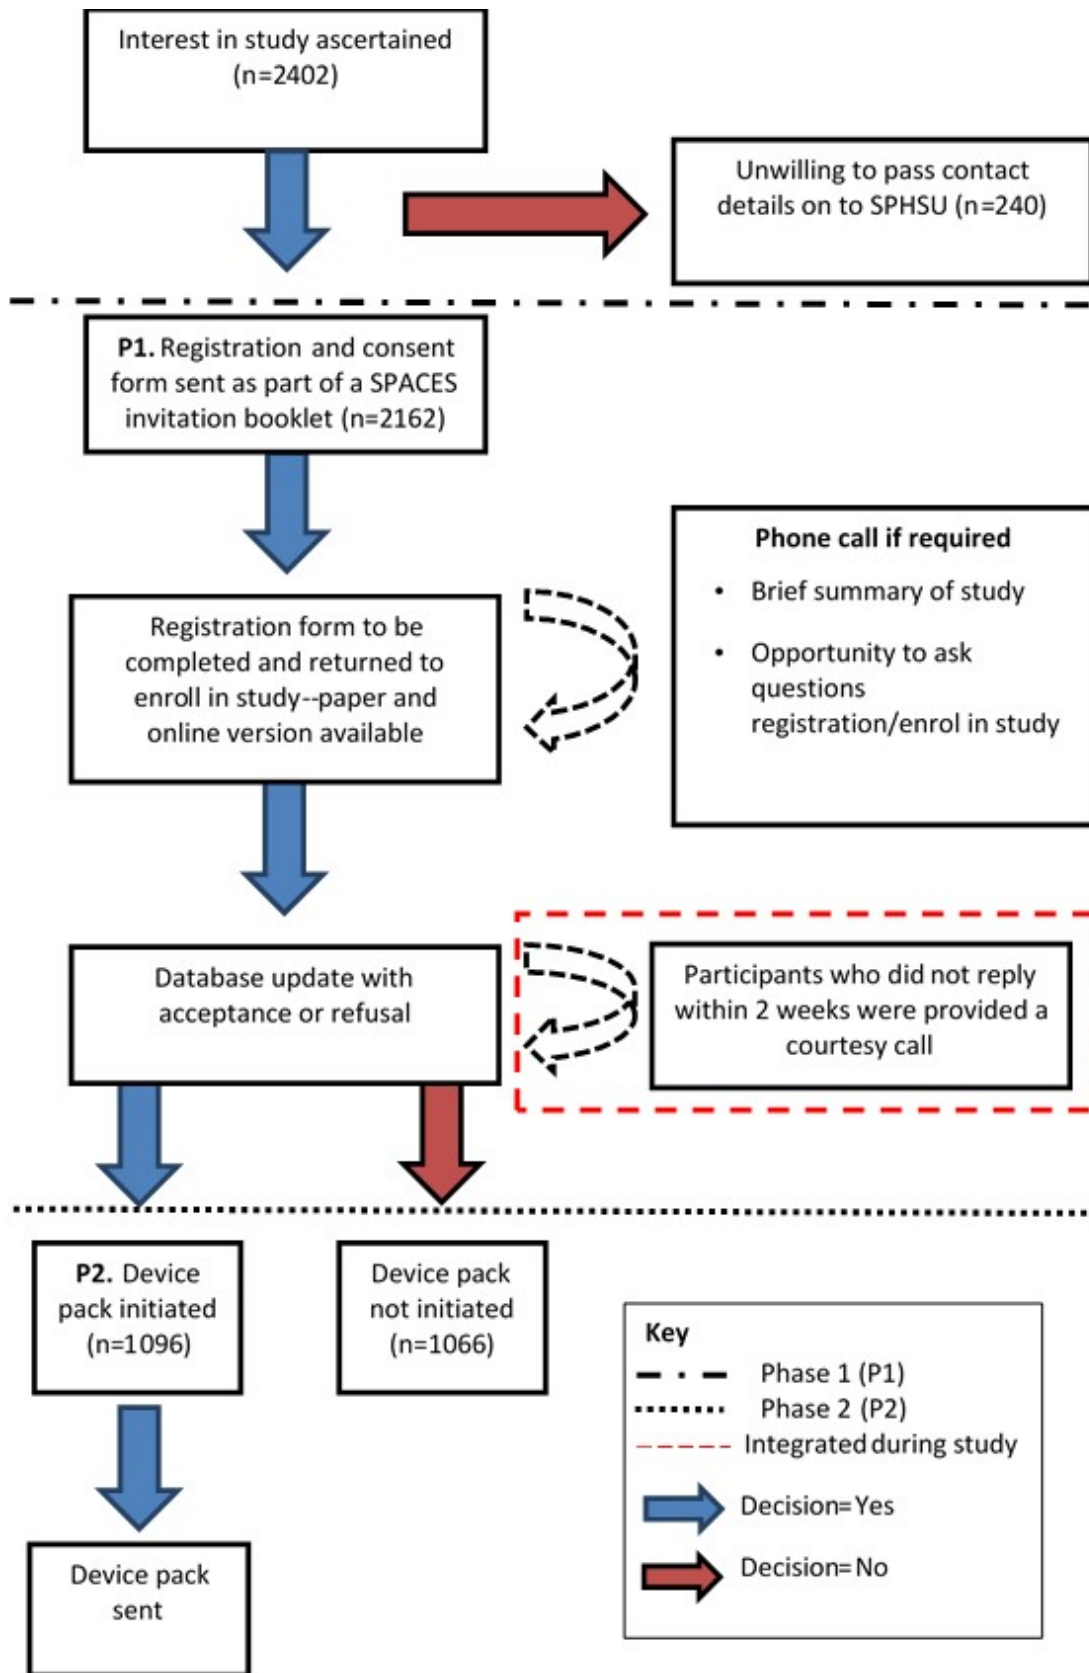 Interest in study ascertained
(n=2402)
Unwilling to pass contact
details on to SPHSU (n=240)
P1. Registration and consent
form sent as part of a SPACES
invitation booklet (n=2162)
Phone call if required
• Brief summary of study
• Opportunity to ask
questions
registration/enrol in study
Registration form to be
completed and returned to
enroll in study--paper and
online version available
Database update with
acceptance or refusal
Participants who did not reply
within 2 weeks were provided a
courtesy call
P2. Device
pack initiated
(n=1096)
Device pack
not initiated
(n=1066)
Device pack
sent
Key
Phase 1 (P1)
Phase 2 (P2)
Integrated during study
Decision=Yes
Decision=No